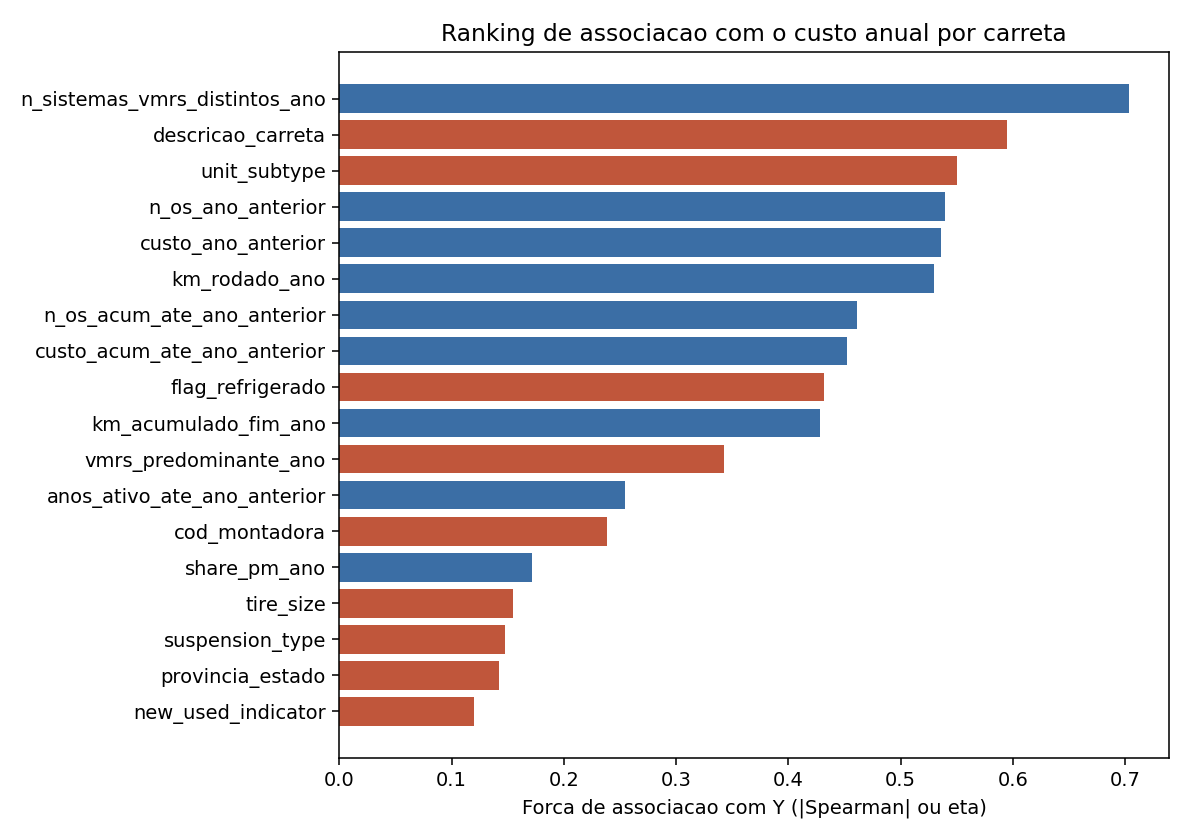 Ranking de associacao com o custo anual por carreta
n_sistemas_vmrs_distintos_ano
descricao_carreta
unit_subtype
n_os_ano_anterior
custo_ano_anterior
km_rodado_ano
n_os_acum_ate_ano_anterior
custo_acum_ate_ano_anterior
flag_refrigerado
km_acumulado_fim_ano
vmrs_predominante_ano
anos_ativo_ate_ano_anterior
cod_montadora
share_pm_ano
tire_size
suspension_type
provincia_estado
new_used_indicator
0.0 0.1 0.2 0.3 0.4 0.5 0.6 0.7
Forca de associacao com Y (|Spearman| ou eta)